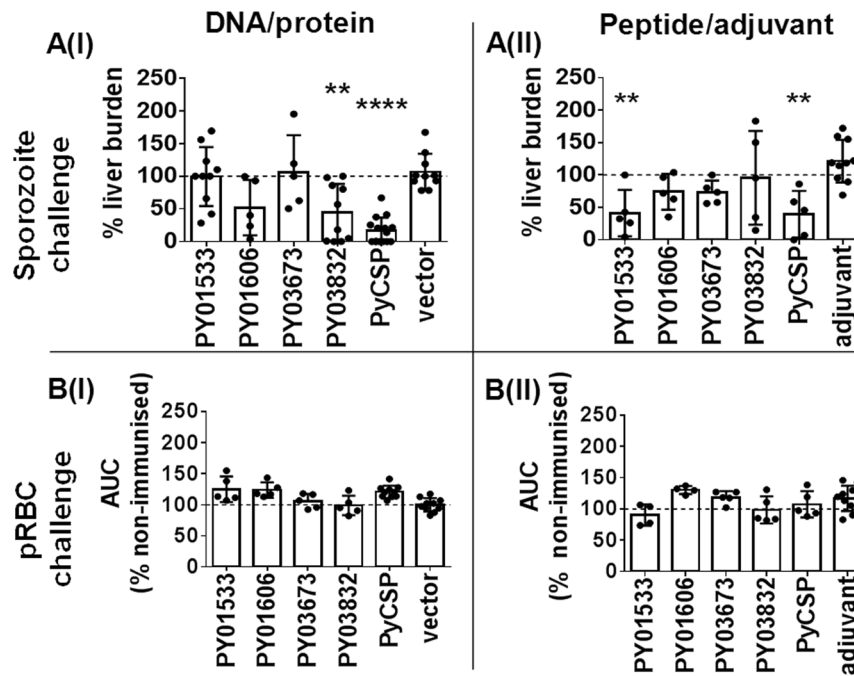 DNA/protein
Peptide/adjuvant
Sporozoite
challenge
A(I)
% liver burden
250
200
150
100
50
0
**
****
PY01533
PY01606
PY03673
PY03832
PyCSP
vector
A(II)
% liver burden
250
200
150
100
50
0
**
**
PY01533
PY01606
PY03673
PY03832
PyCSP
adjuvant
pRBC
challenge
B(I)
AUC
(% non-immunised)
250
200
150
100
50
0
PY01533
PY01606
PY03673
PY03832
PyCSP
vector
B(II)
AUC
(% non-immunised)
250
200
150
100
50
0
PY01533
PY01606
PY03673
PY03832
PyCSP
adjuvant